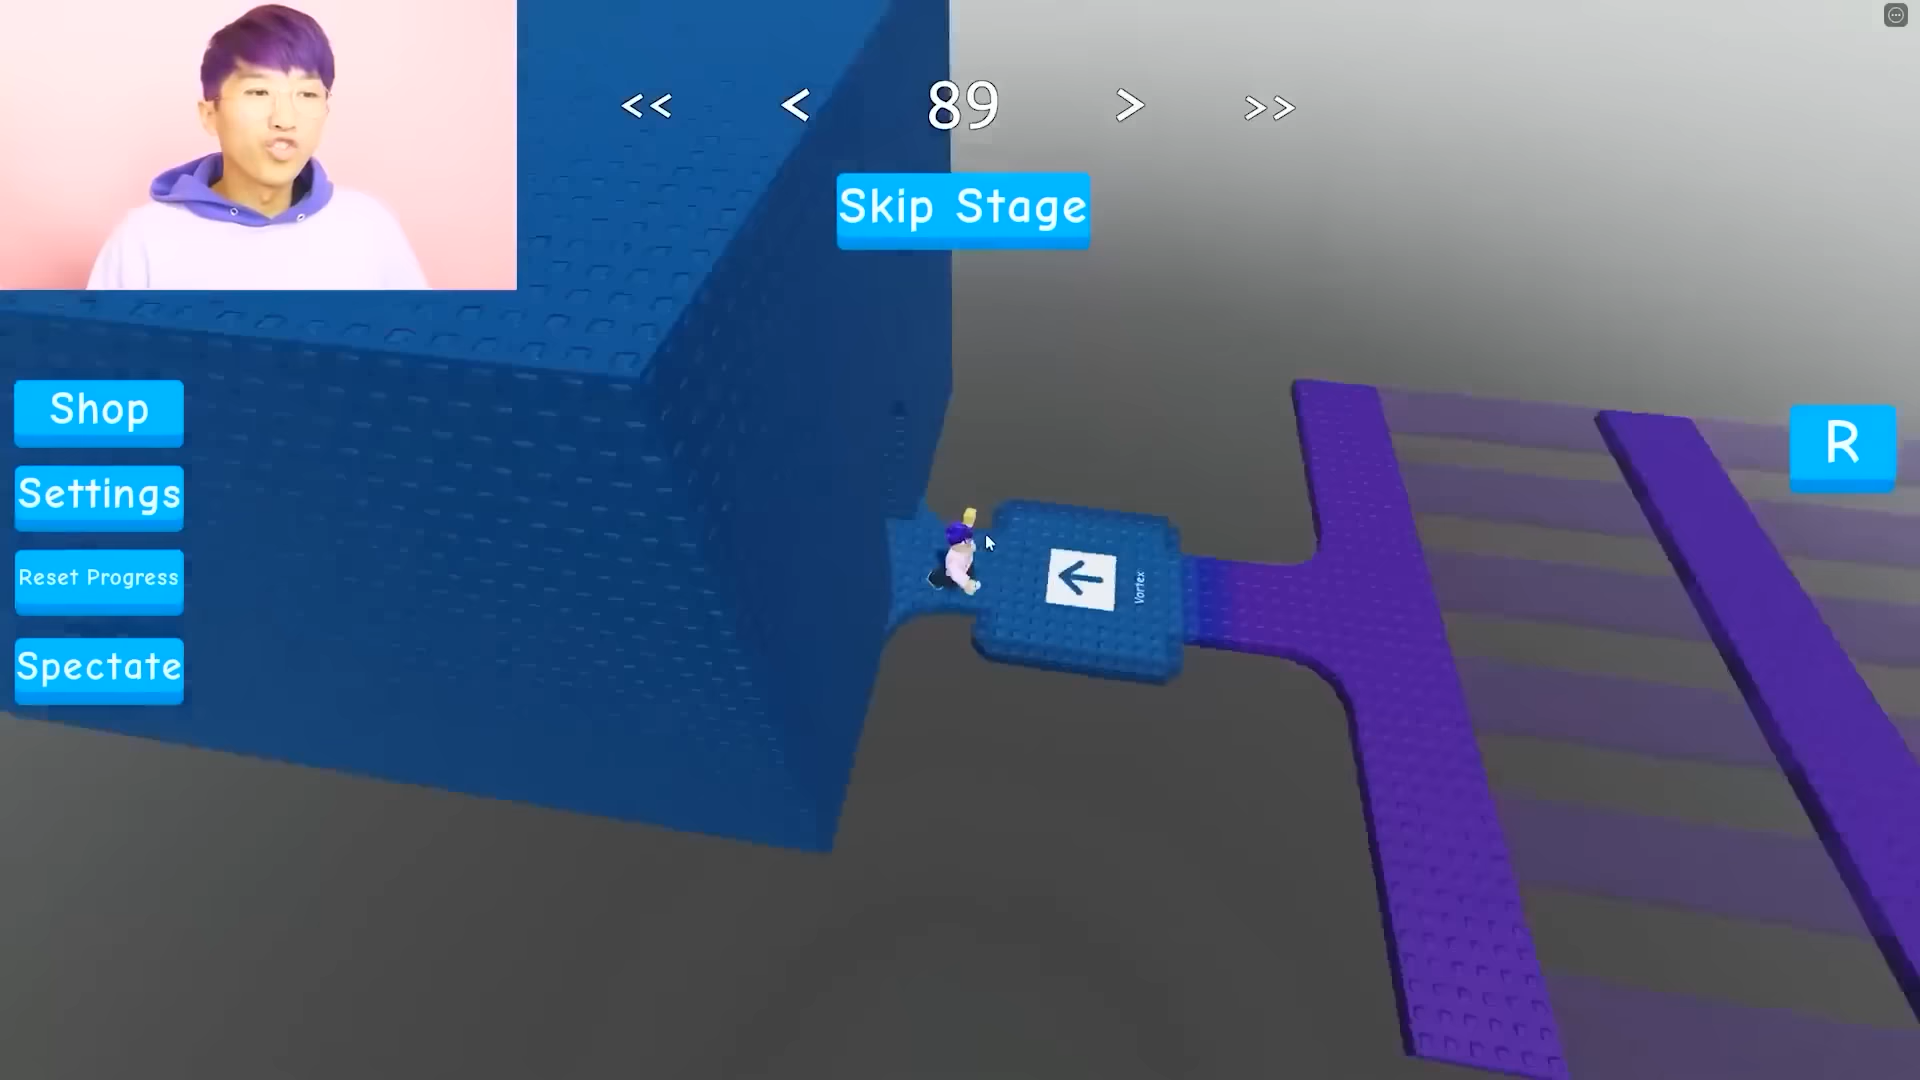 << < 89 > >>
Skip Stage
Shop
Settings
Reset Progress
Spectate
R
Vortex